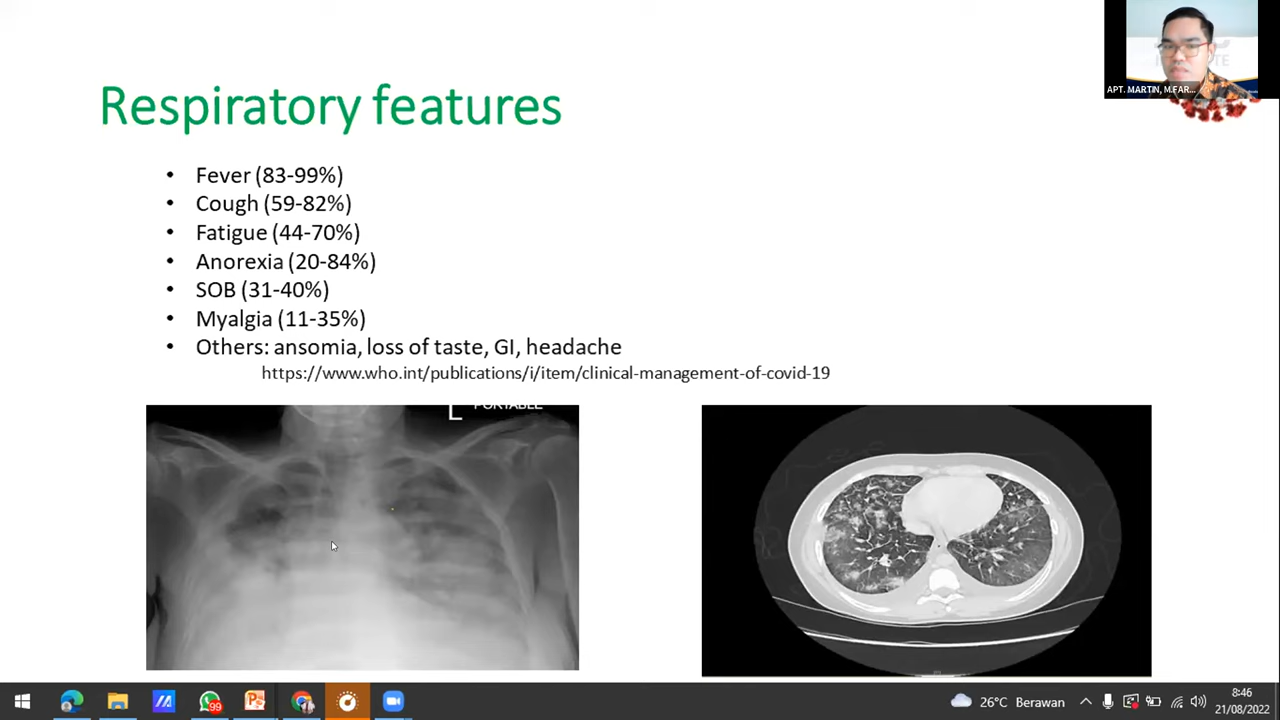 Respiratory features
• Fever (83-99%)
• Cough (59-82%)
• Fatigue (44-70%)
• Anorexia (20-84%)
• SOB (31-40%)
• Myalgia (11-35%)
• Others: ansomia, loss of taste, GI, headache
https://www.who.int/publications/i/item/clinical-management-of-covid-19
APT. MARTIN, M.FAR...
L PORTABLE
99
26°C Berawan
8:46
21/08/2022